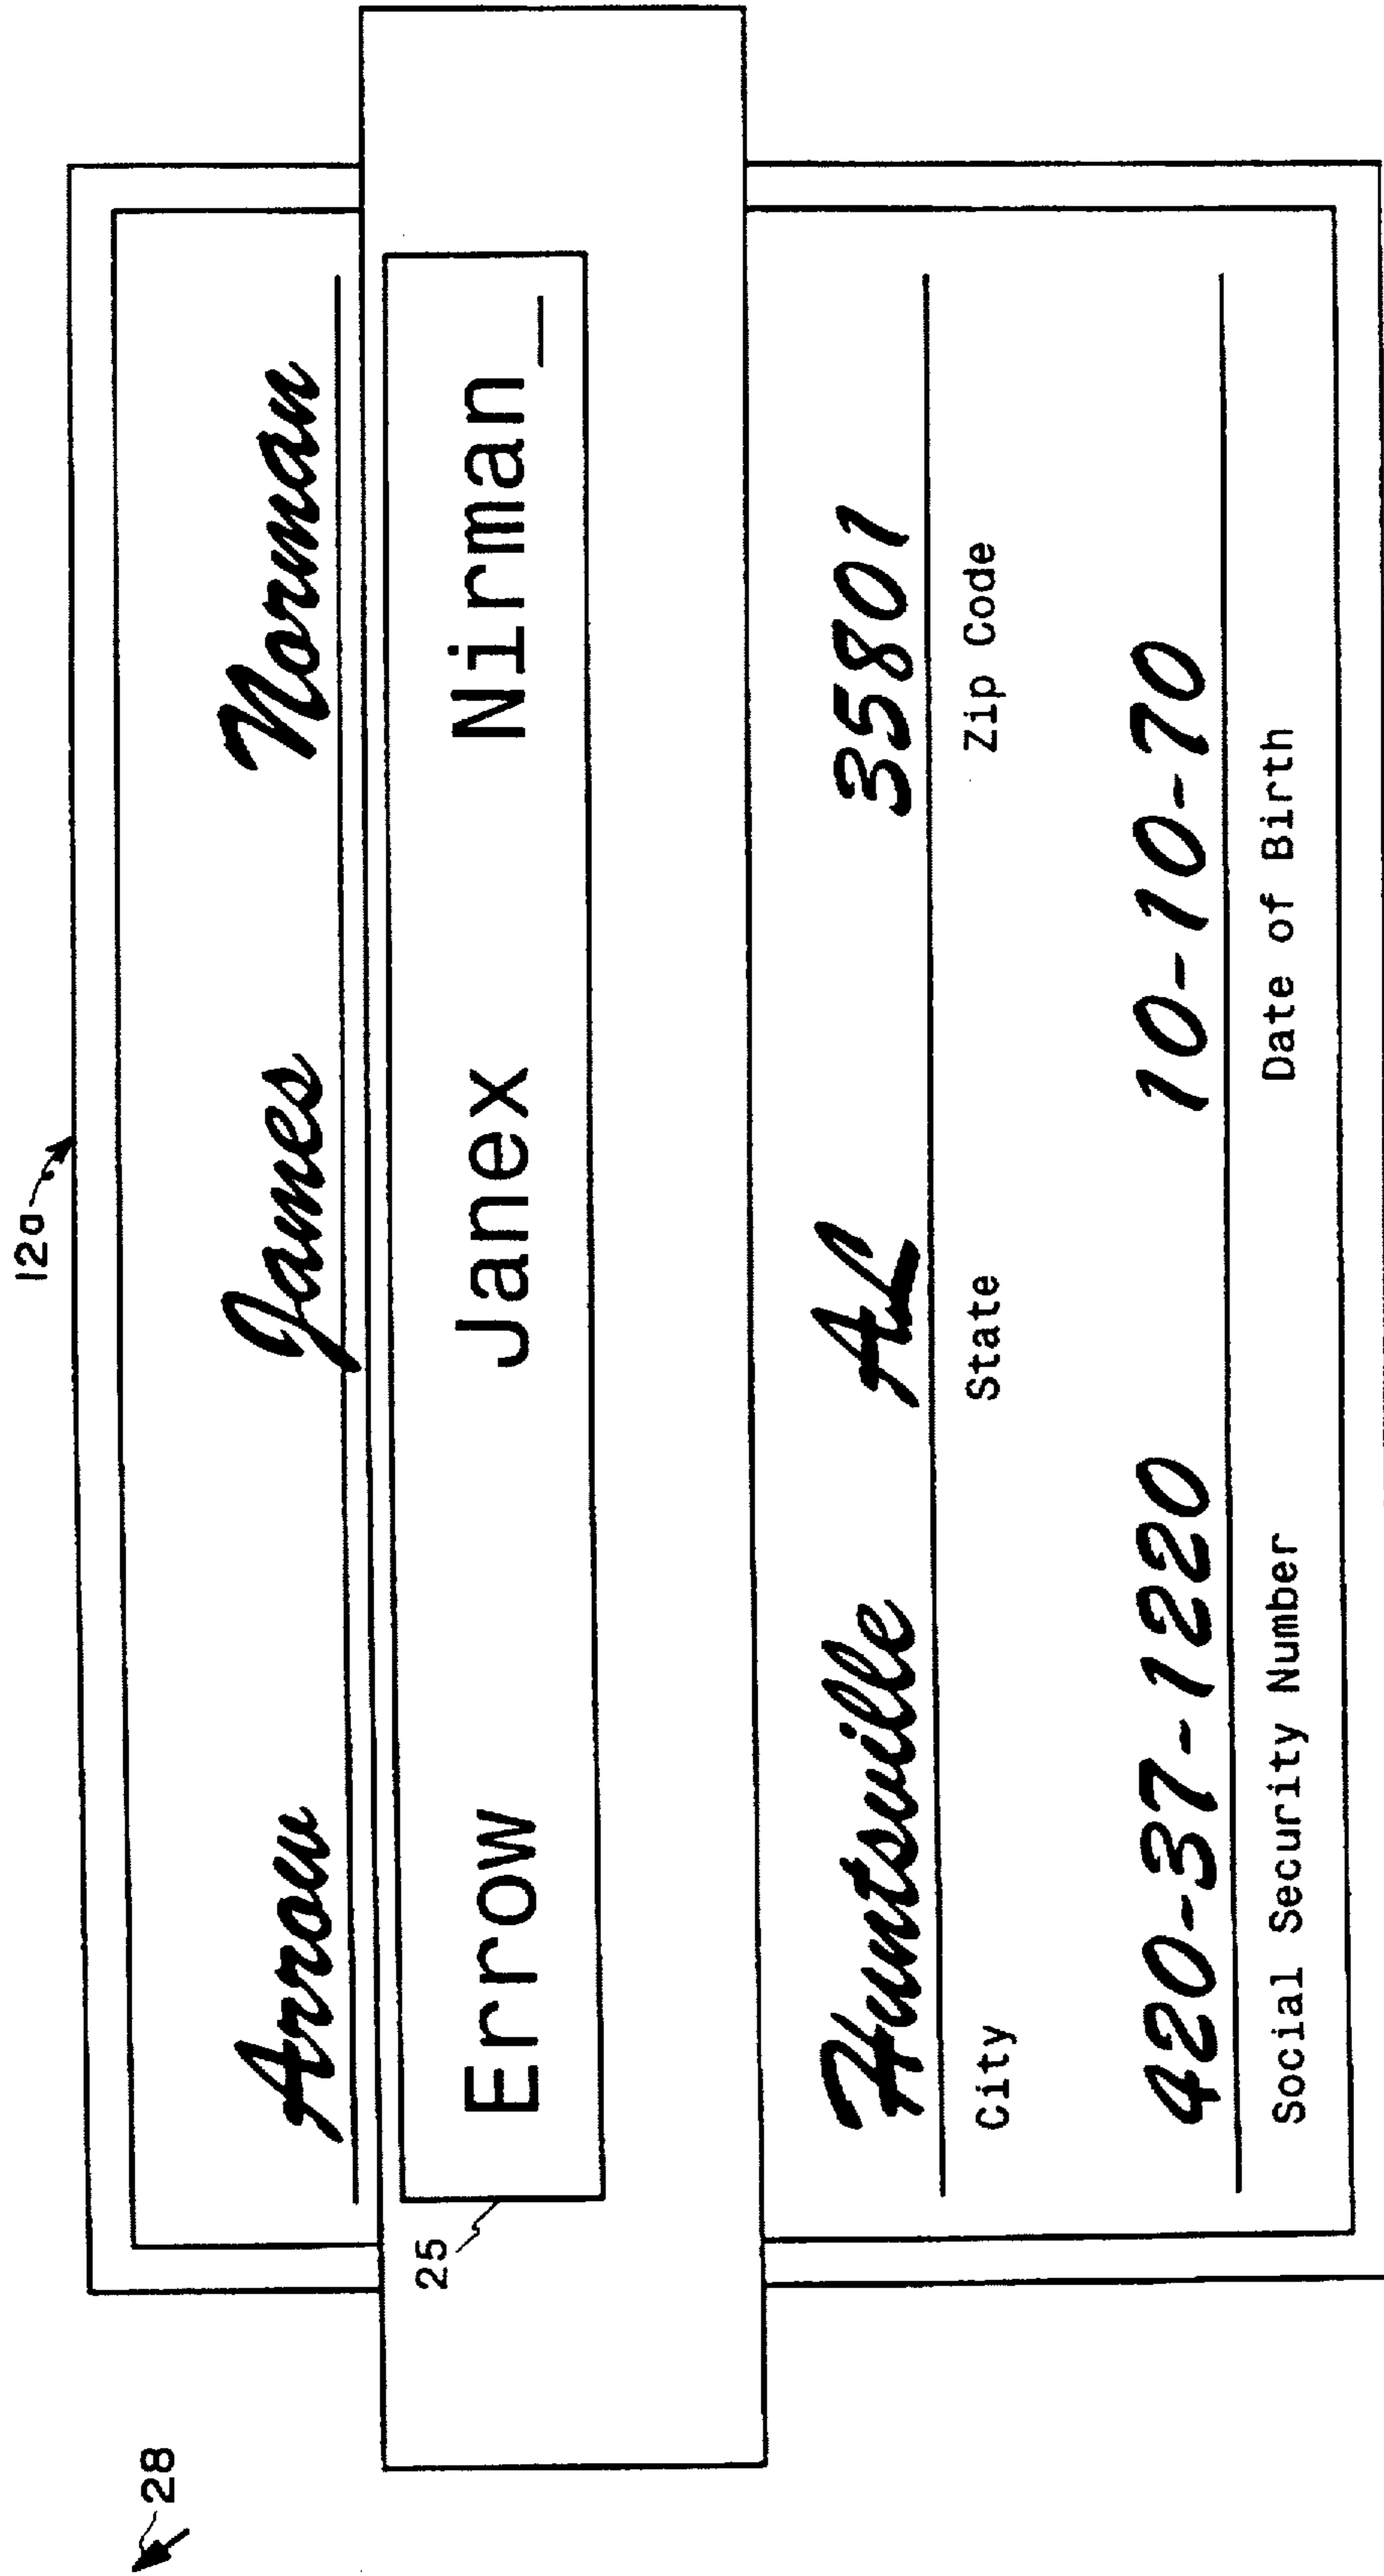 12a
28
Arrow James Norman
25
Errow Janex Nirman_
Huntsville AL 35801
City State Zip Code
420-37-1220 10-10-70
Social Security Number Date of Birth